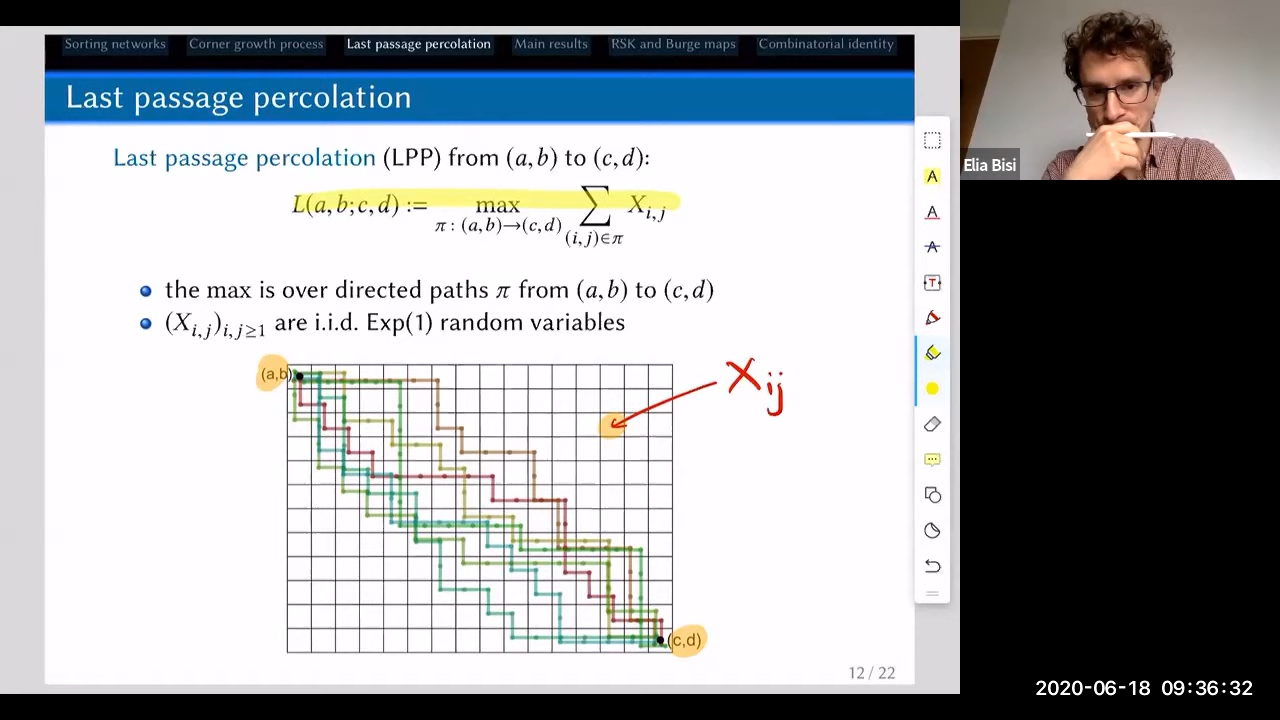 Sorting networks Corner growth process Last passage percolation Main results RSK and Burge maps Combinatorial identity
Last passage percolation
Last passage percolation (LPP) from (a, b) to (c, d):
L(a, b; c, d) := max ∑ X_{i,j}
π : (a,b)→(c,d) (i,j)∈π
the max is over directed paths π from (a, b) to (c, d)
(X_{i,j})_{i,j≥1} are i.i.d. Exp(1) random variables
(a,b)
X_{ij}
(c,d)
12 / 22
Elia Bisi
A
A
A
T
2020-06-18 09:36:32